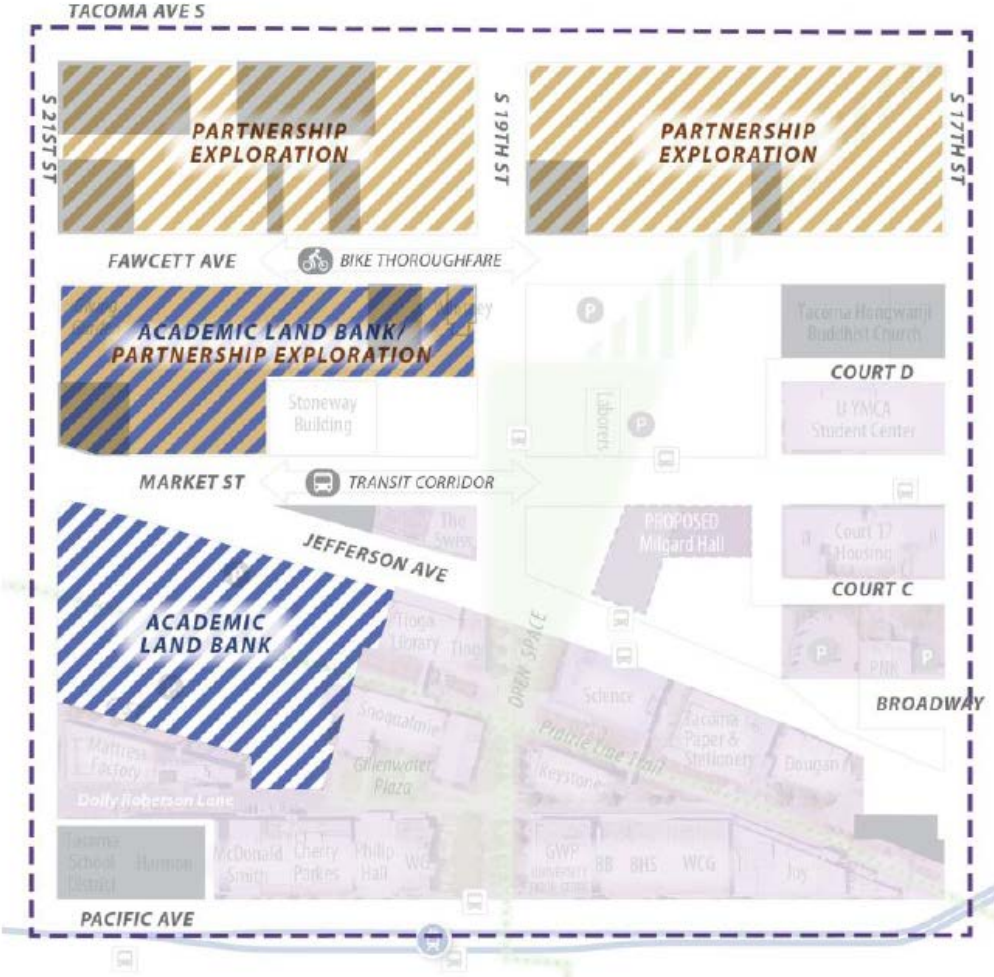 TACOMA AVE S
S 21ST ST
PARTNERSHIP
EXPLORATION
S 19TH ST
PARTNERSHIP
EXPLORATION
S 17TH ST
FAWCETT AVE
BIKE THOROUGHFARE
ACADEMIC LAND BANK/
PARTNERSHIP EXPLORATION
Stoneway
Building
P
Laborers
P
Tacoma Hongwanji
Buddhist Church
COURT D
U YMCA
Student Center
MARKET ST
TRANSIT CORRIDOR
JEFFERSON AVE
The
Swiss
PROPOSED
Milgard Hall
Court 17
Housing
COURT C
ACADEMIC
LAND BANK
Tioga
Library
OPEN SPACE
P
PNK
P
BROADWAY
Snoqualmie
Gillenwater
Plaza
Science
Prairie Line Trail
Keystone
Tacoma
Paper &
Stationery
Dougan
Mattress
Factory
Dolly Roberson Lane
Tacoma
School
District
Harmon
McDonald
Smith
Cherry
Parkes
Philip
Hall
WG
GWP
UNIVERSITY
BOOK STORE
BB
BHS
WCG
Joy
PACIFIC AVE